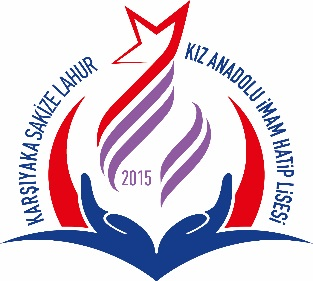 KARŞIYAKA SAKİZE LAHUR
KIZ ANADOLU İMAM HATİP LİSESİ
2015